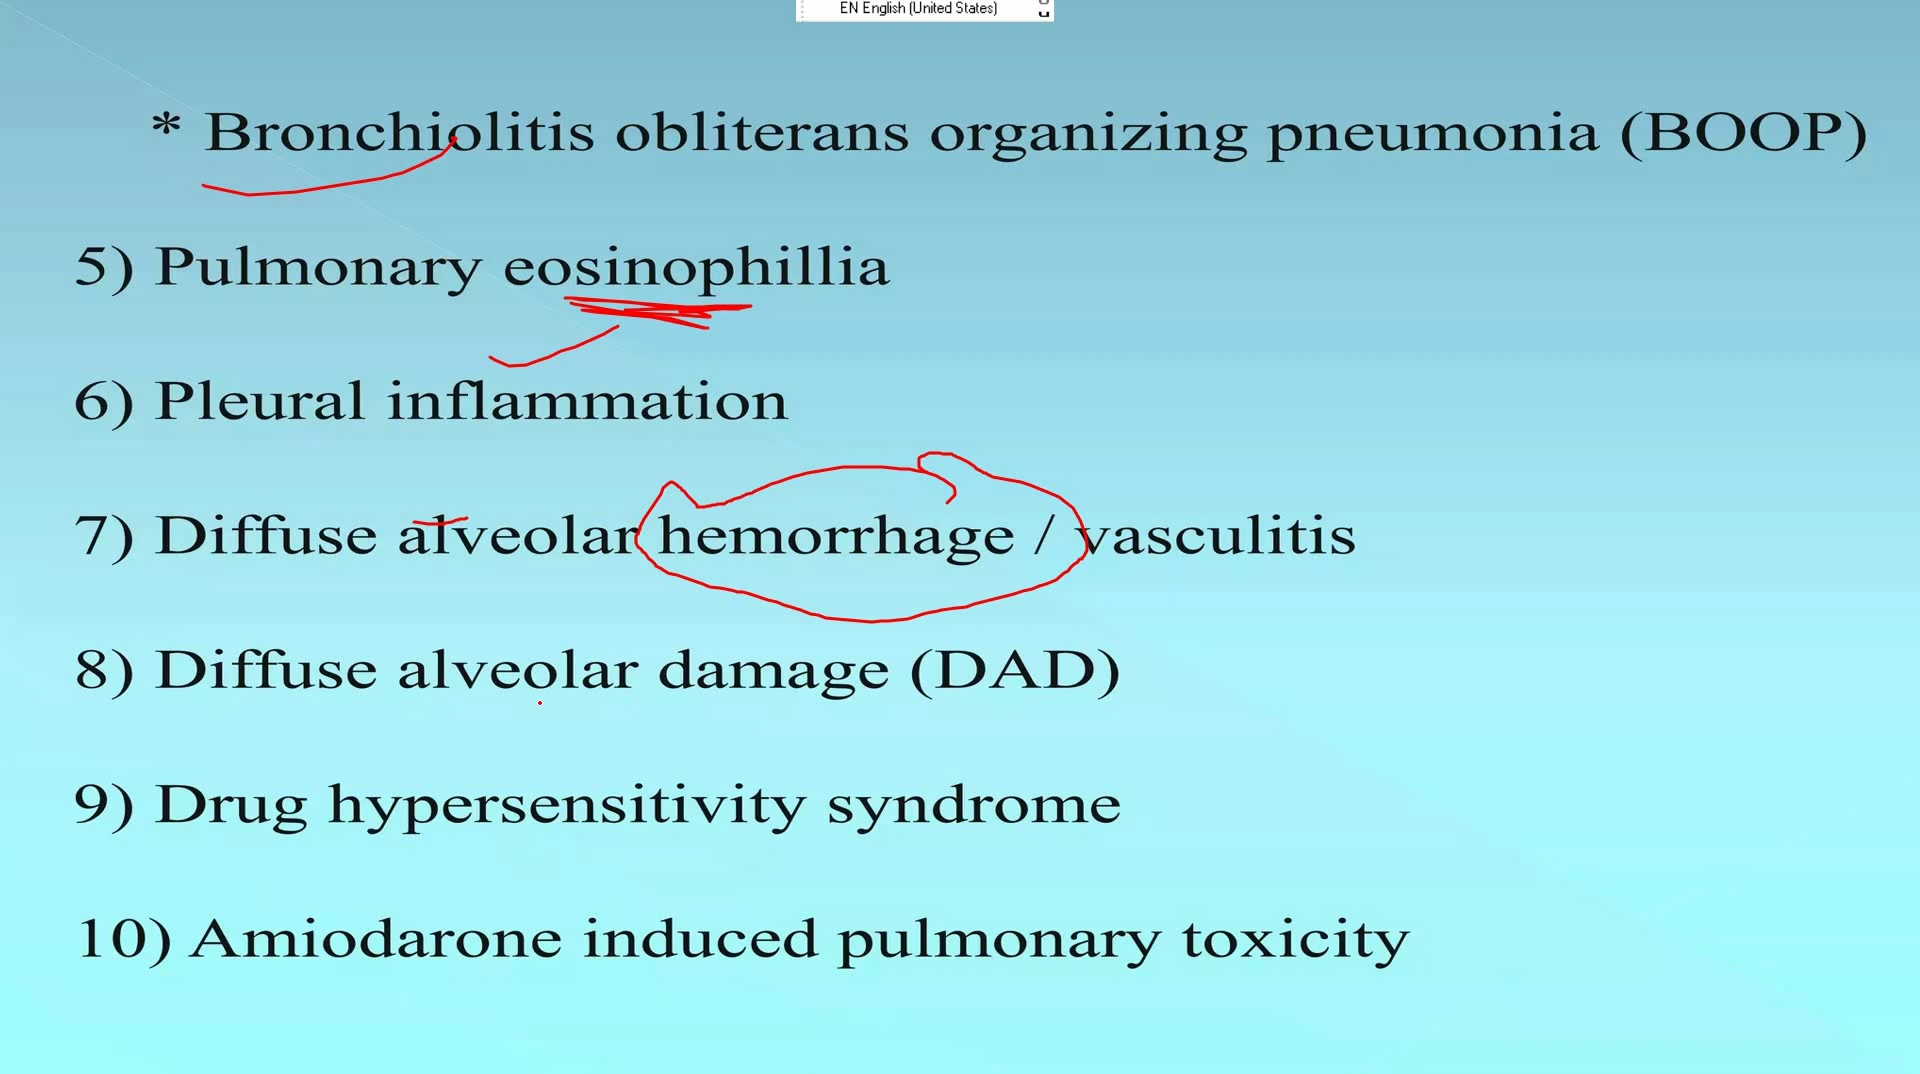 EN English (United States)
* Bronchiolitis obliterans organizing pneumonia (BOOP)
5) Pulmonary eosinophillia
6) Pleural inflammation
7) Diffuse alveolar hemorrhage / vasculitis
8) Diffuse alveolar damage (DAD)
9) Drug hypersensitivity syndrome
10) Amiodarone induced pulmonary toxicity